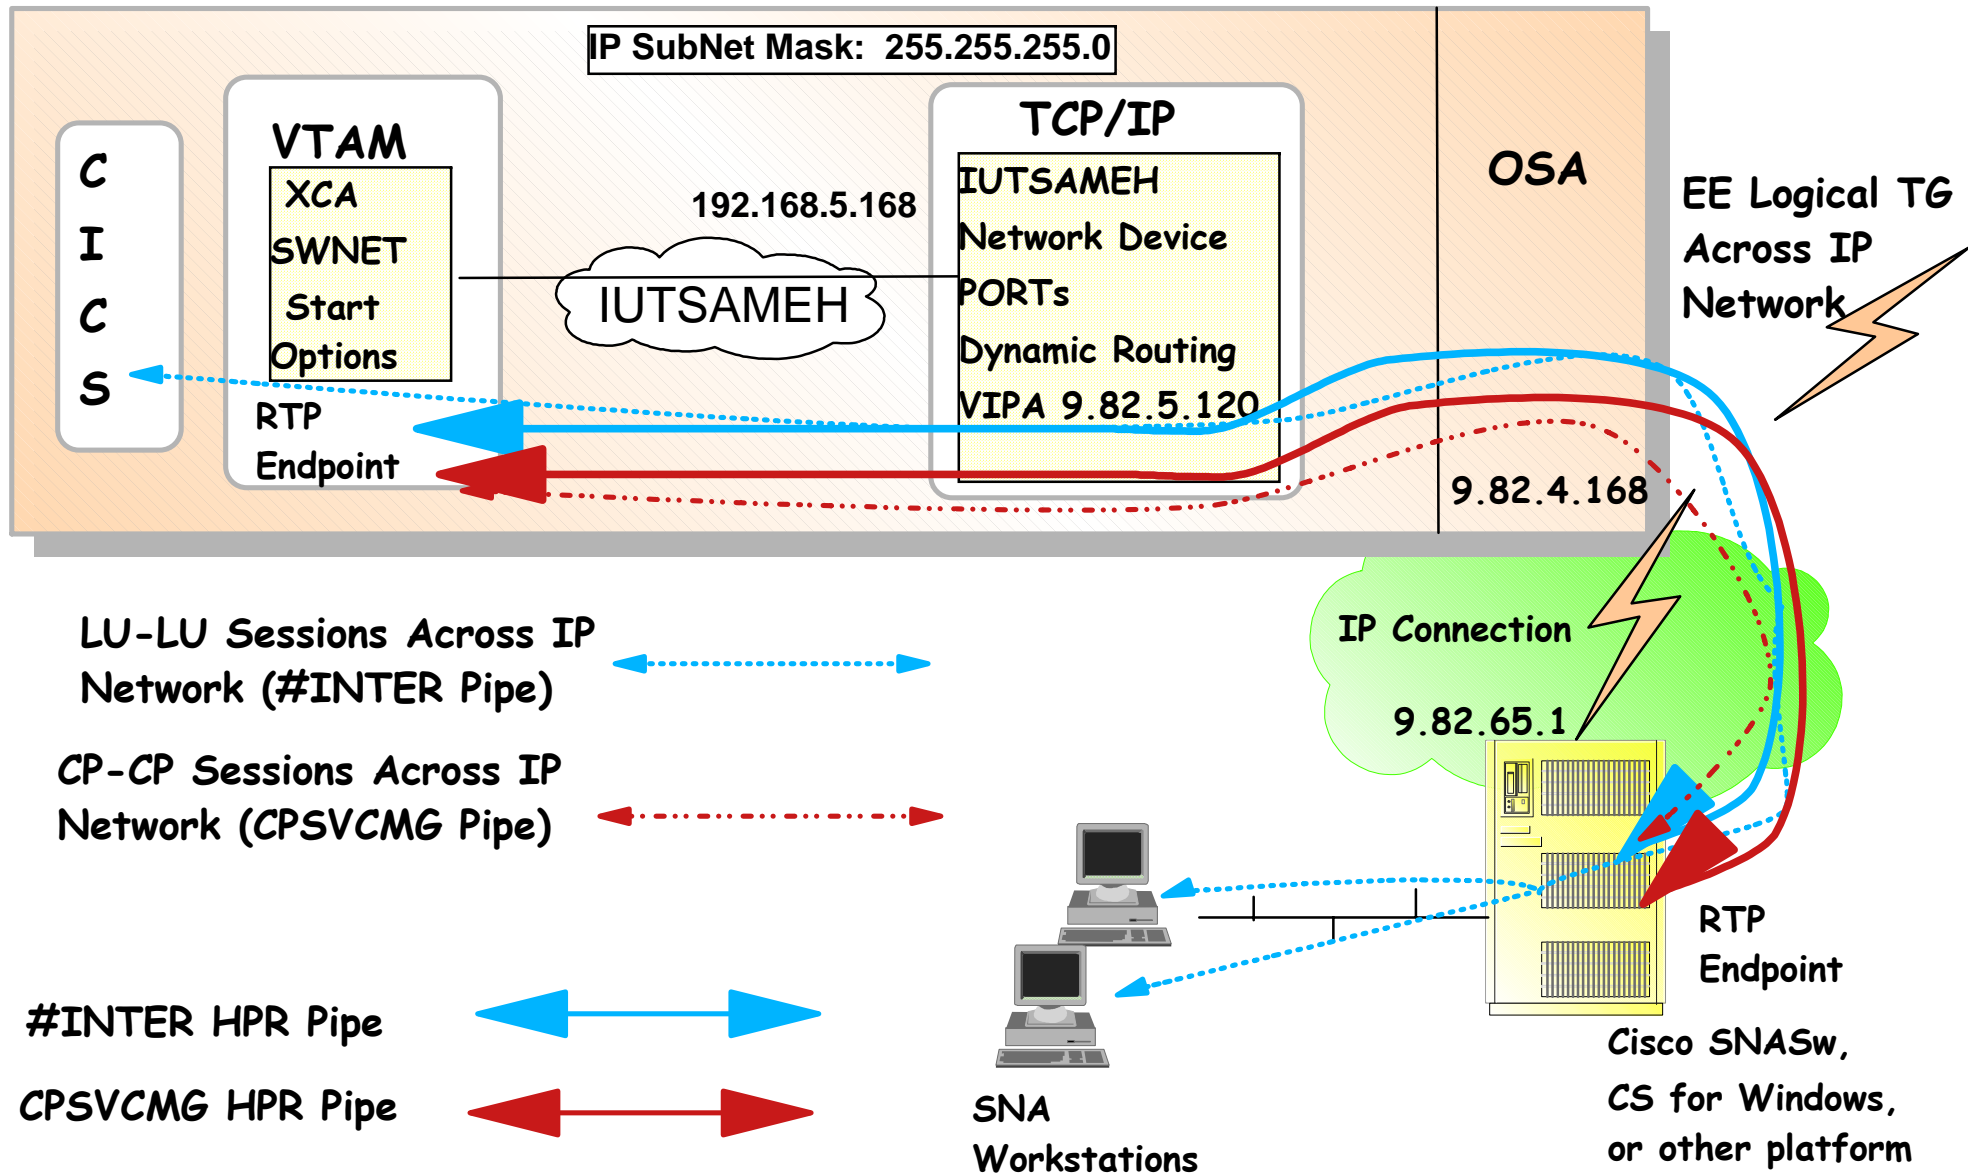 IP SubNet Mask:  255.255.255.0
C
I
C
S
VTAM
XCA
SWNET
Start
Options
RTP
Endpoint
192.168.5.168
IUTSAMEH
TCP/IP
IUTSAMEH
Network Device
PORTs
Dynamic Routing
VIPA 9.82.5.120
OSA
9.82.4.168
EE Logical TG
Across IP
Network
IP Connection
9.82.65.1
LU-LU Sessions Across IP
Network (#INTER Pipe)
CP-CP Sessions Across IP
Network (CPSVCMG Pipe)
#INTER HPR Pipe
CPSVCMG HPR Pipe
SNA
Workstations
RTP
Endpoint
Cisco SNASw,
CS for Windows,
or other platform